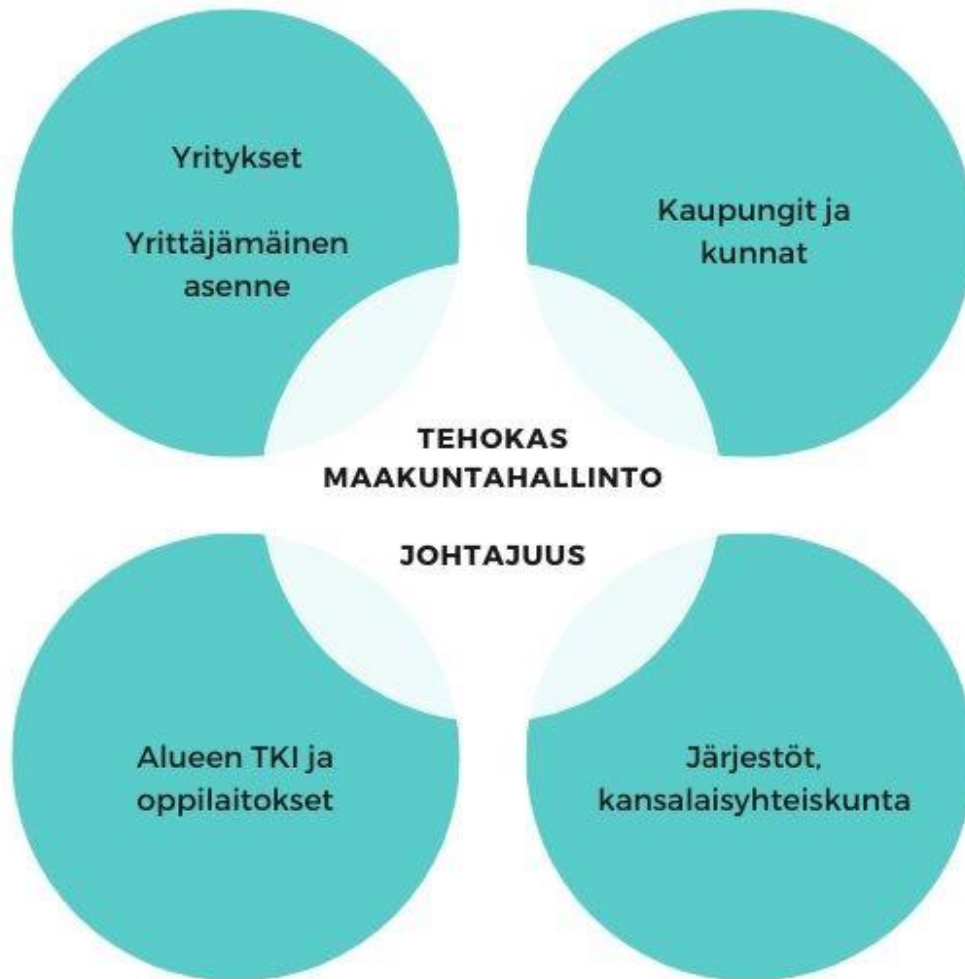 Yritykset
Yrittäjämäinen
asenne
Kaupungit ja
kunnat
TEHOKAS
MAAKUNTAHALLINTO
JOHTAJUUS
Alueen TKI ja
oppilaitokset
Järjestöt,
kansalaisyhteiskunta